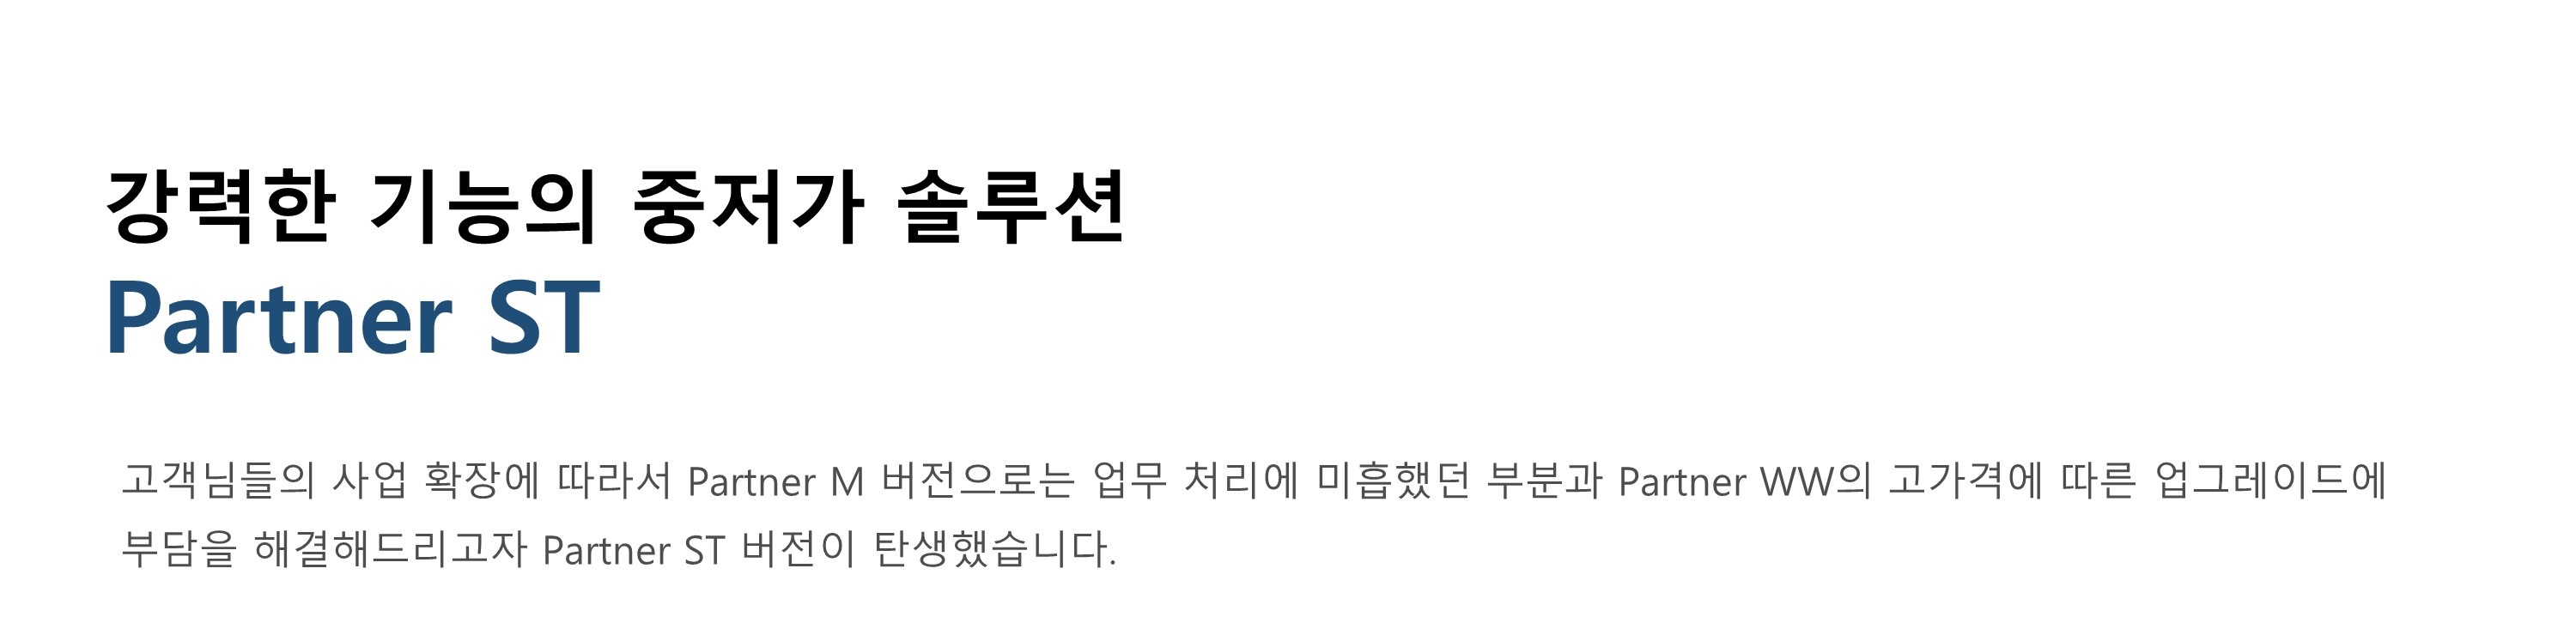 강력한 기능의 중저가 솔루션
Partner ST
고객님들의 사업 확장에 따라서 Partner M 버전으로는 업무 처리에 미흡했던 부분과 Partner WW의 고가격에 따른 업그레이드에
부담을 해결해드리고자 Partner ST 버전이 탄생했습니다.